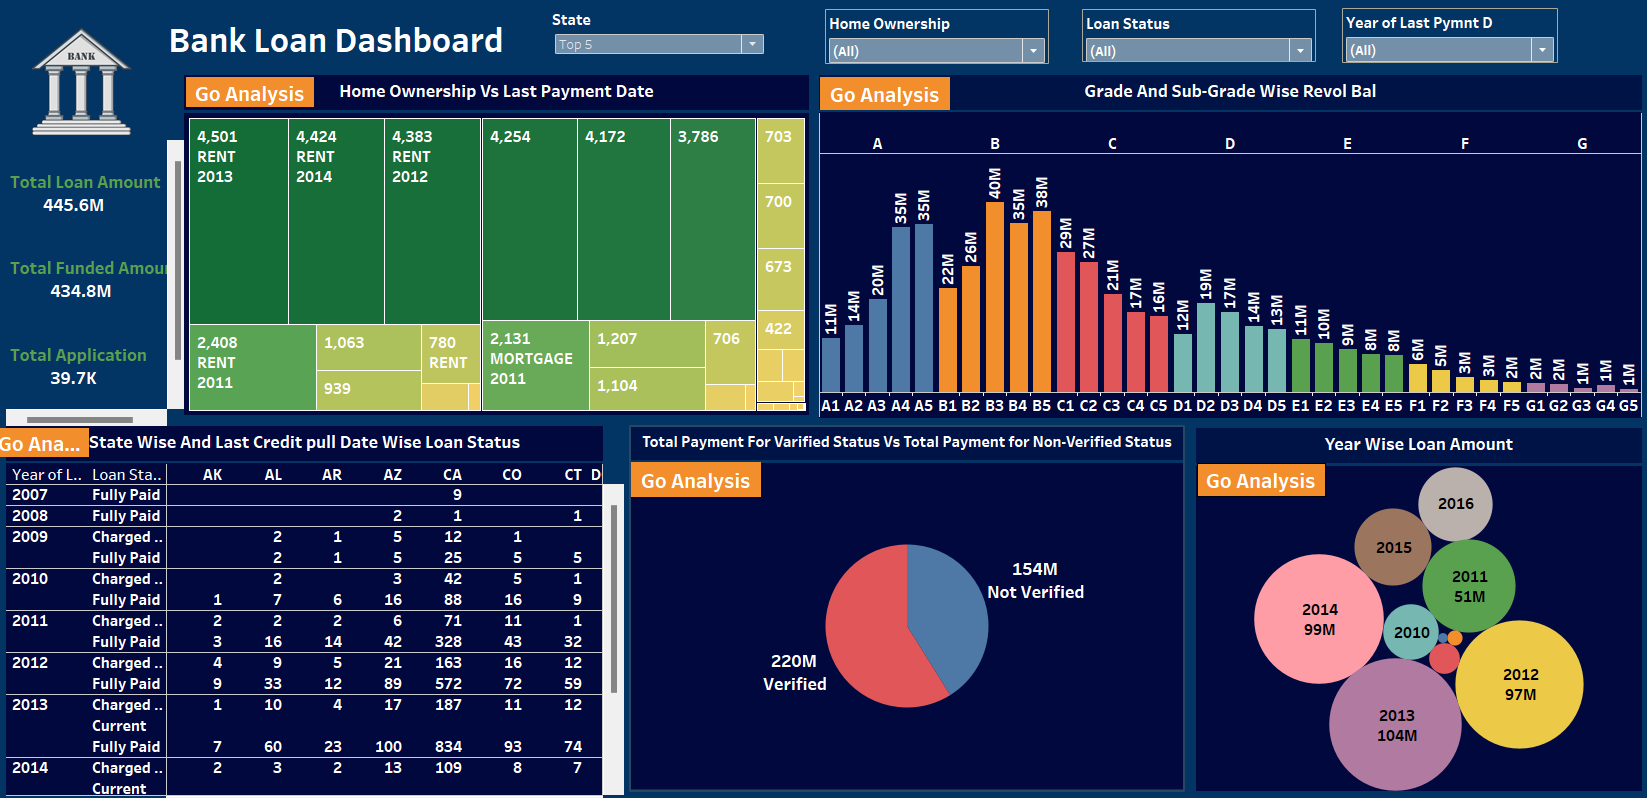 BANK
Bank Loan Dashboard
State
Top 5
Home Ownership
(All)
Loan Status
(All)
Year of Last Pymnt D
(All)
Total Loan Amount
445.6M
Total Funded Amou
434.8M
Total Application
39.7K
Go Analysis
Home Ownership Vs Last Payment Date
4,501
RENT
2013
4,424
RENT
2014
4,383
RENT
2012
4,254
4,172
3,786
703
700
673
422
2,408
RENT
2011
1,063
939
780
RENT
2,131
MORTGAGE
2011
1,207
1,104
706
Go Analysis
Grade And Sub-Grade Wise Revol Bal
A B C D E F G
11M 14M 20M 35M 35M 22M 26M 40M 35M 38M 29M 27M 21M 17M 16M 12M 19M 17M 14M 13M 11M 10M 9M 8M 8M 6M 5M 3M 3M 2M 2M 2M 1M 1M 1M
A1 A2 A3 A4 A5 B1 B2 B3 B4 B5 C1 C2 C3 C4 C5 D1 D2 D3 D4 D5 E1 E2 E3 E4 E5 F1 F2 F3 F4 F5 G1 G2 G3 G4 G5
Go Ana...
State Wise And Last Credit pull Date Wise Loan Status
Year of L.. Loan Sta.. AK AL AR AZ CA CO CT D
2007 Fully Paid 9
2008 Fully Paid 2 1 1
2009 Charged .. 2 1 5 12 1
Fully Paid 2 1 5 25 5 5
2010 Charged .. 2 3 42 5 1
Fully Paid 1 7 6 16 88 16 9
2011 Charged .. 2 2 2 6 71 11 1
Fully Paid 3 16 14 42 328 43 32
2012 Charged .. 4 9 5 21 163 16 12
Fully Paid 9 33 12 89 572 72 59
2013 Charged .. 1 10 4 17 187 11 12
Current
Fully Paid 7 60 23 100 834 93 74
2014 Charged .. 2 3 2 13 109 8 7
Current
Total Payment For Varified Status Vs Total Payment for Non-Verified Status
Go Analysis
154M
Not Verified
220M
Verified
Year Wise Loan Amount
Go Analysis
2016
2015
2011
51M
2014
99M
2010
2012
97M
2013
104M